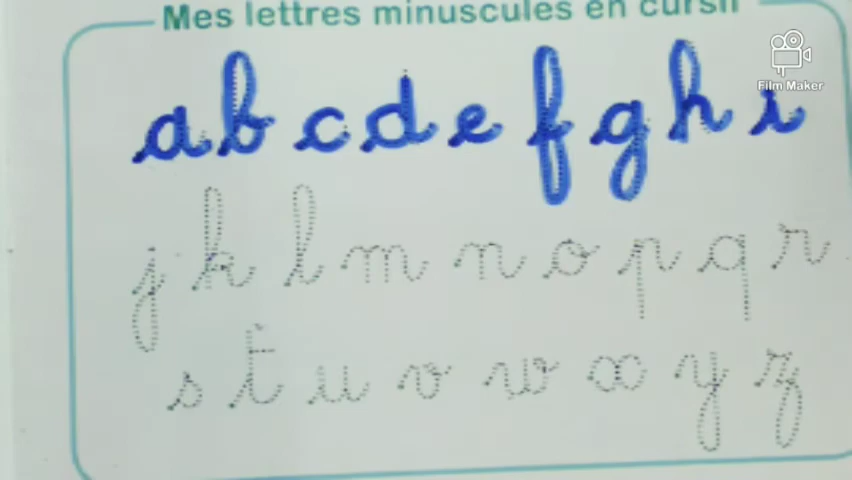 Mes lettres minuscules en cursif
Film Maker
a b c d e f g h i
j k l m n o p q r
s t u v w x y z